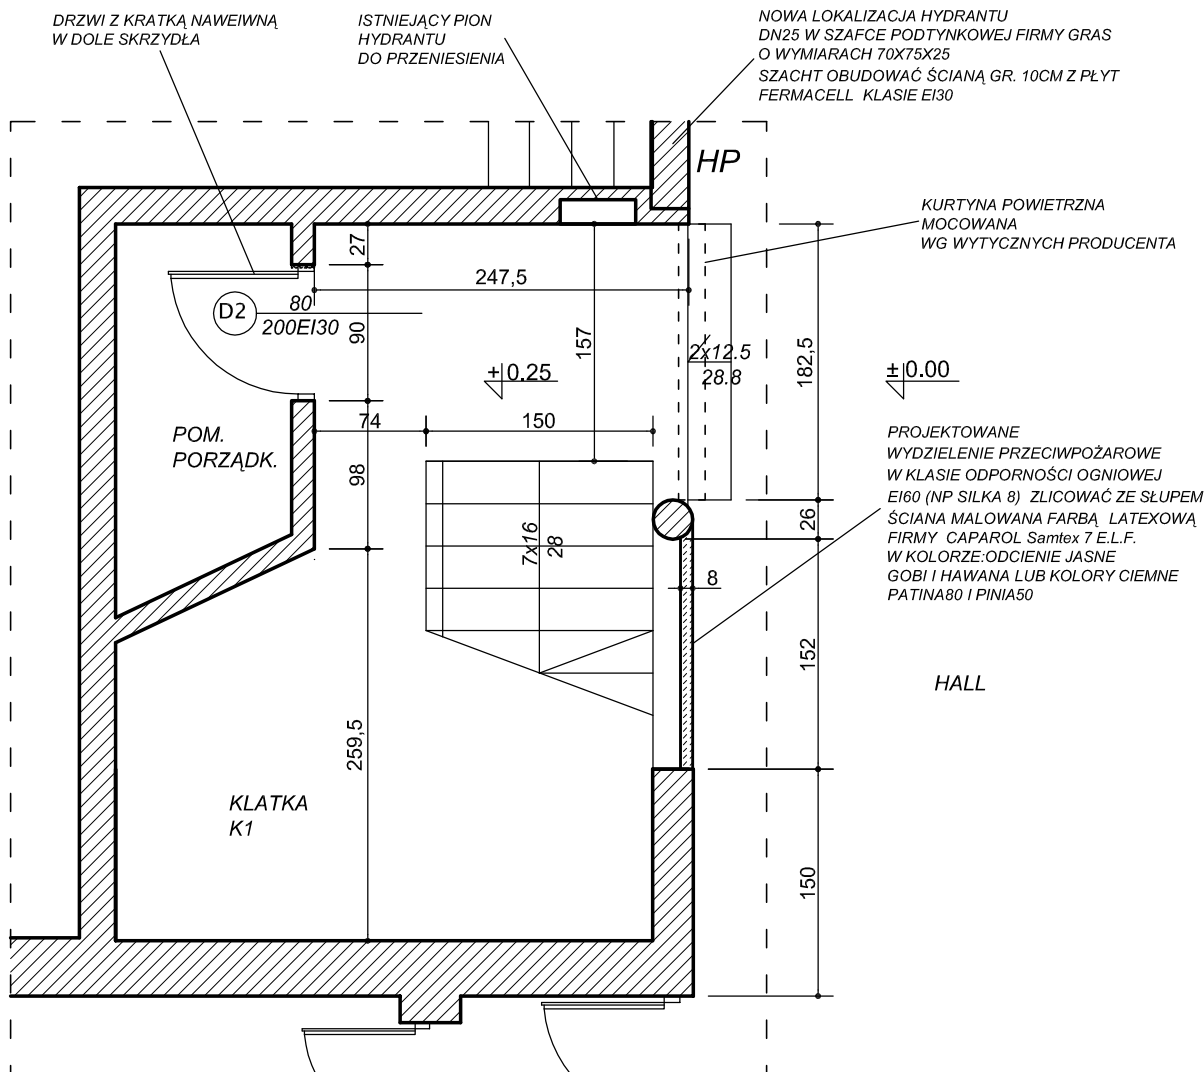 DRZWI Z KRATKĄ NAWEIWNĄ
W DOLE SKRZYDŁA
ISTNIEJĄCY PION
HYDRANTU
DO PRZENIESIENIA
NOWA LOKALIZACJA HYDRANTU
DN25 W SZAFCE PODTYNKOWEJ FIRMY GRAS
O WYMIARACH 70X75X25
SZACHT OBUDOWAĆ ŚCIANĄ GR. 10CM Z PŁYT
FERMACELL KLASIE EI30
HP
KURTYNA POWIETRZNA
MOCOWANA
WG WYTYCZNYCH PRODUCENTA
27
247,5
D2
80
200EI30
90
157
2x12.5
28.8
182,5
+0.25
±0.00
74
150
POM.
PORZĄDK.
98
PROJEKTOWANE
WYDZIELENIE PRZECIWPOŻAROWE
W KLASIE ODPORNOŚCI OGNIOWEJ
EI60 (NP SILKA 8) ZLICOWAĆ ZE SŁUPEM
ŚCIANA MALOWANA FARBĄ LATEXOWĄ
FIRMY CAPAROL Samtex 7 E.L.F.
W KOLORZE:ODCIENIE JASNE
GOBI I HAWANA LUB KOLORY CIEMNE
PATINA80 I PINIA50
7x16
28
26
8
152
HALL
259,5
KLATKA
K1
150